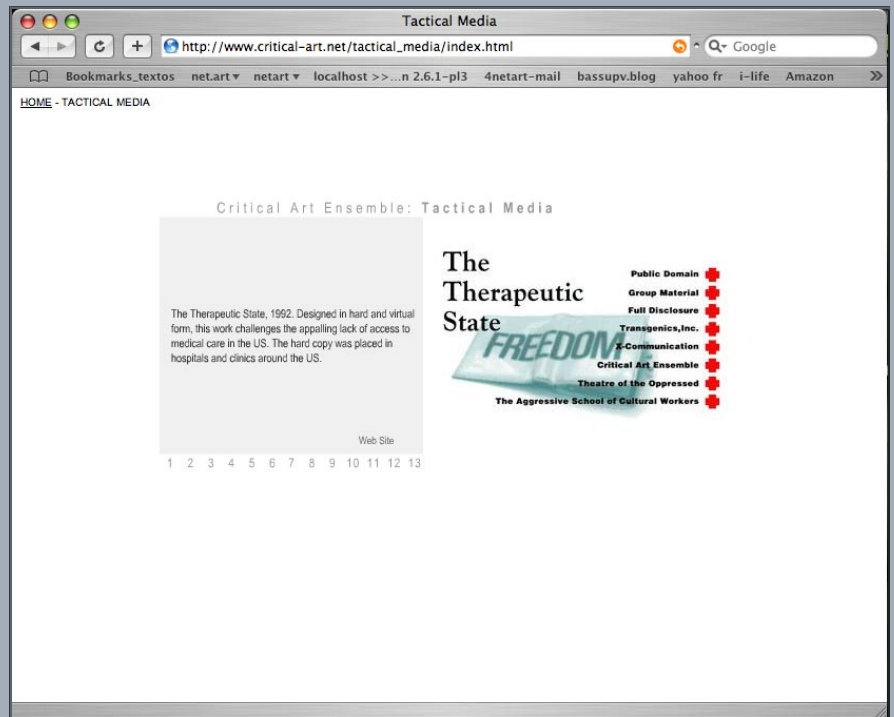 Tactical Media
http://www.critical-art.net/tactical_media/index.html
Google
Bookmarks_textos net.art netart localhost >>...n 2.6.1-pl3 4netart-mail bassupv.blog yahoo fr i-life Amazon
HOME - TACTICAL MEDIA
Critical Art Ensemble: Tactical Media
The Therapeutic State, 1992. Designed in hard and virtual
form, this work challenges the appalling lack of access to
medical care in the US. The hard copy was placed in
hospitals and clinics around the US.
Web Site
1 2 3 4 5 6 7 8 9 10 11 12 13
The
Therapeutic
State
FREEDOM
Public Domain
Group Material
Full Disclosure
Transgenics,Inc.
X-Communication
Critical Art Ensemble
Theatre of the Oppressed
The Aggressive School of Cultural Workers